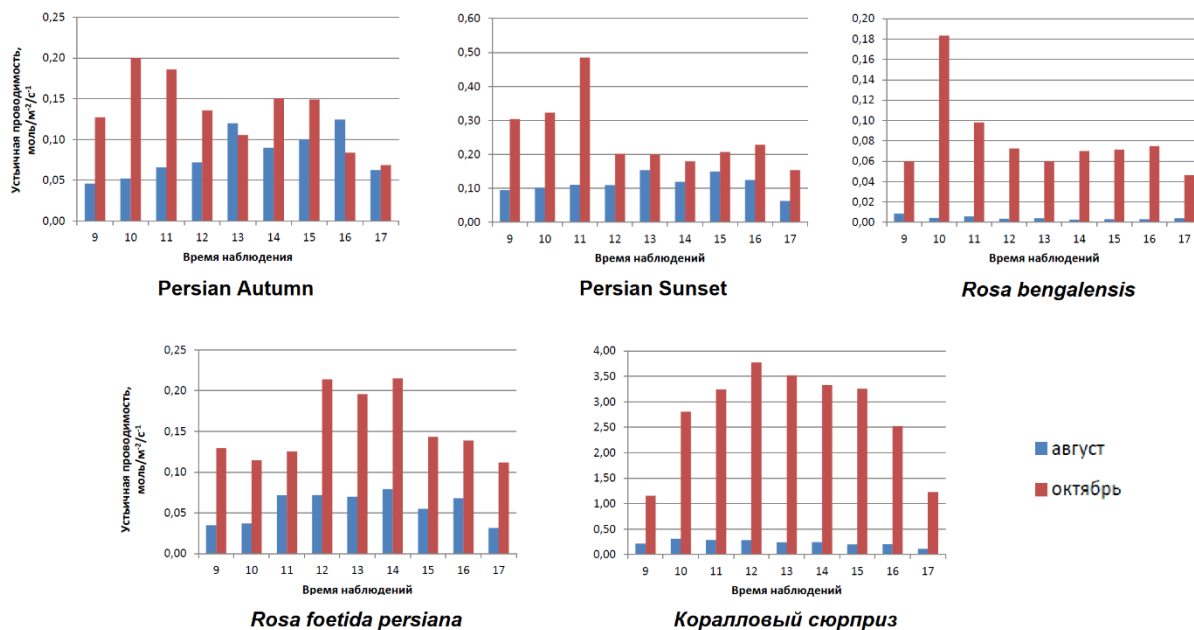 Устьичная проводимость,
моль/м⁻²/с⁻¹
0,25
0,20
0,15
0,10
0,05
0,00
9 10 11 12 13 14 15 16 17
Время наблюдения
Persian Autumn
0,60
0,50
0,40
0,30
0,20
0,10
0,00
9 10 11 12 13 14 15 16 17
Время наблюдений
Persian Sunset
0,20
0,18
0,16
0,14
0,12
0,10
0,08
0,06
0,04
0,02
0,00
9 10 11 12 13 14 15 16 17
Время наблюдений
Rosa bengalensis
Устьичная проводимость,
моль/м⁻²/с⁻¹
0,25
0,20
0,15
0,10
0,05
0,00
9 10 11 12 13 14 15 16 17
Время наблюдений
Rosa foetida persiana
4,00
3,50
3,00
2,50
2,00
1,50
1,00
0,50
0,00
9 10 11 12 13 14 15 16 17
Время наблюдений
Коралловый сюрприз
август
октябрь